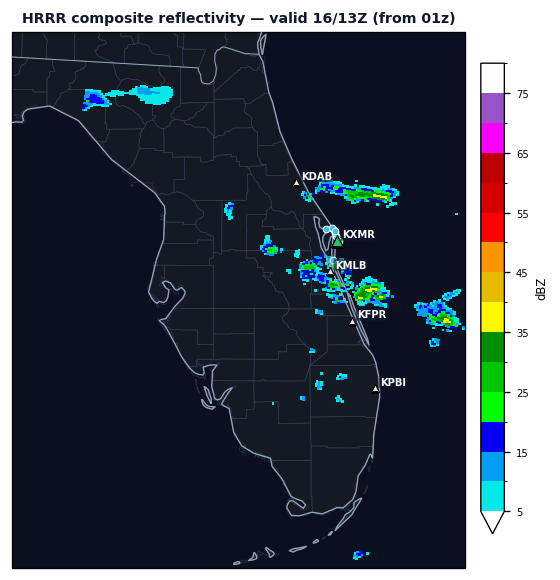 HRRR composite reflectivity — valid 16/13Z (from 01z)
KDAB
KXMR
KMLB
KFPR
KPBI
75
65
55
45
35
25
15
5
dBZ